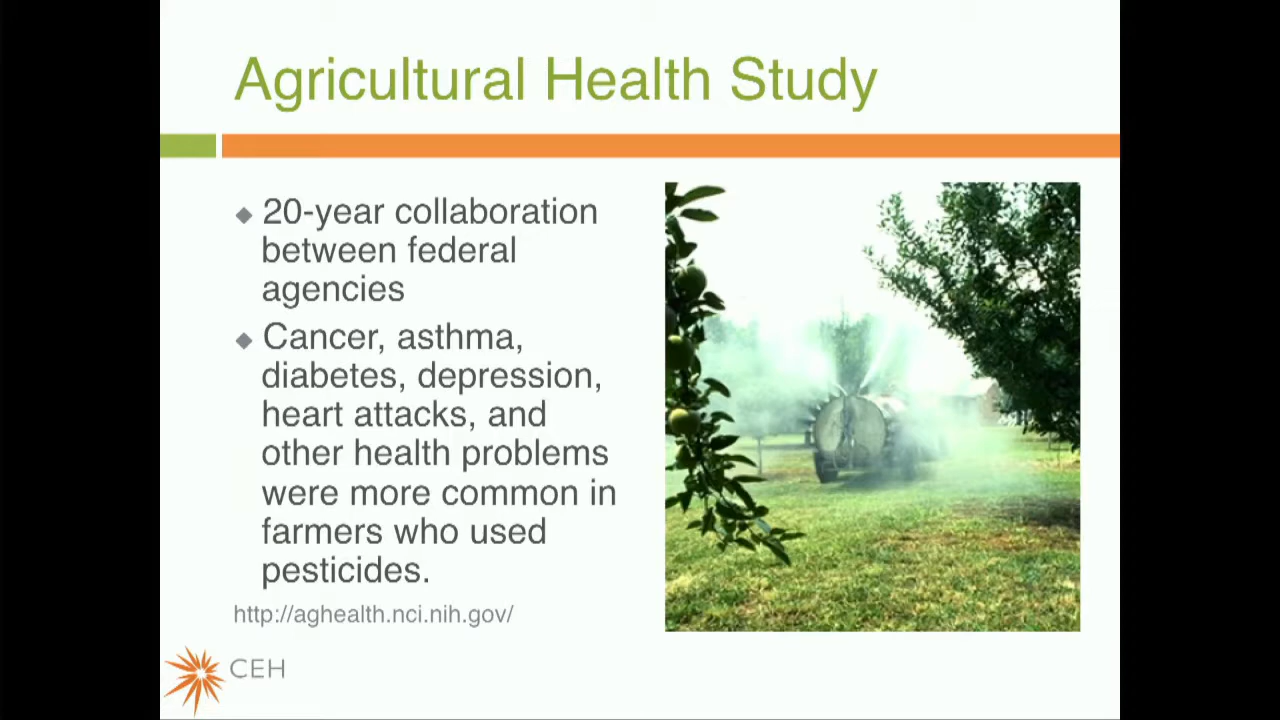 Agricultural Health Study
20-year collaboration
between federal
agencies
Cancer, asthma,
diabetes, depression,
heart attacks, and
other health problems
were more common in
farmers who used
pesticides.
http://aghealth.nci.nih.gov/
CEH